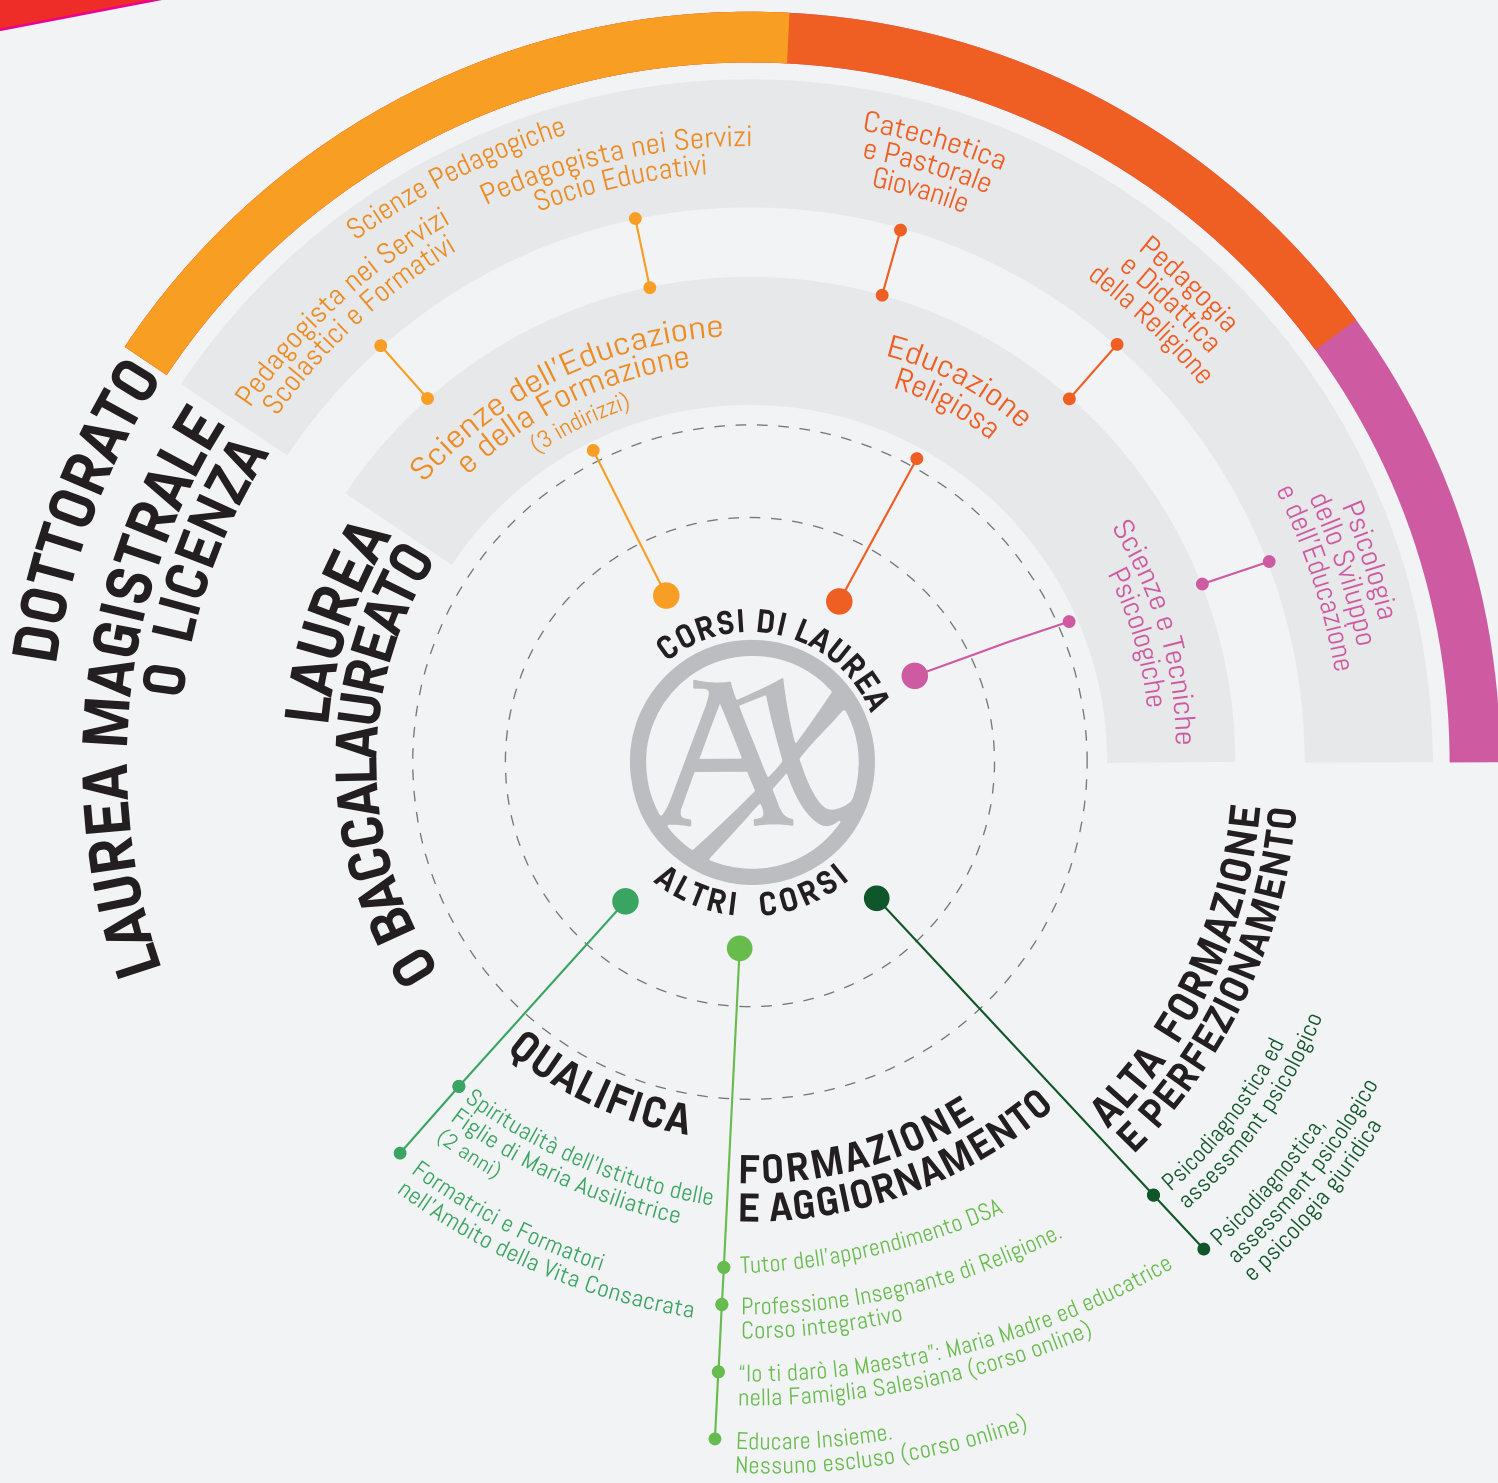 DOTTORATO
LAUREA MAGISTRALE
O LICENZA
LAUREA
O BACCALAUREATO
Scienze Pedagogiche
Pedagogista nei Servizi
Scolastici e Formativi
Pedagogista nei Servizi
Socio Educativi
Scienze dell'Educazione
e della Formazione
(3 indirizzi)
Catechetica
e Pastorale
Giovanile
Pedagogia
e Didattica
della Religione
Educazione
Religiosa
Psicologia
dello Sviluppo
e dell'Educazione
Scienze e Tecniche
Psicologiche
CORSI DI LAUREA
AX
ALTRI CORSI
QUALIFICA
Spiritualità dell'Istituto delle
Figlie di Maria Ausiliatrice
(2 anni)
Formatrici e Formatori
nell'Ambito della Vita Consacrata
FORMAZIONE
E AGGIORNAMENTO
Tutor dell'apprendimento DSA
Professione Insegnante di Religione.
Corso integrativo
“Io ti darò la Maestra”: Maria Madre ed educatrice
nella Famiglia Salesiana (corso online)
Educare Insieme.
Nessuno escluso (corso online)
ALTA FORMAZIONE
E PERFEZIONAMENTO
Psicodiagnostica ed
assessment psicologico
Psicodiagnostica,
assessment psicologico
e psicologia giuridica